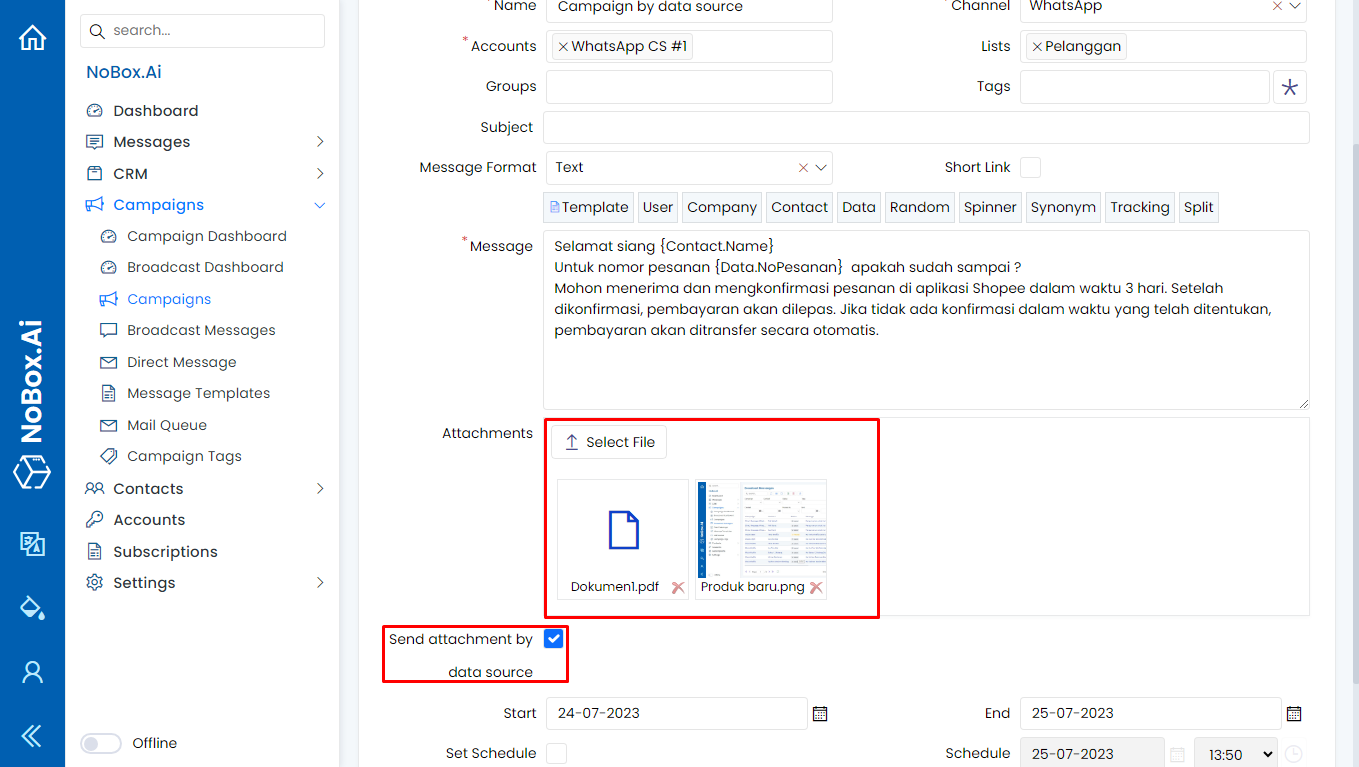 search...
NoBox.Ai
Dashboard
Messages
CRM
Campaigns
Campaign Dashboard
Broadcast Dashboard
Campaigns
Broadcast Messages
Direct Message
Message Templates
Mail Queue
Campaign Tags
Contacts
Accounts
Subscriptions
Settings
Offline
NoBox.Ai
*Name Campaign by data source *Channel WhatsApp
*Accounts WhatsApp CS #1 Lists Pelanggan
Groups Tags
Subject
Message Format Text Short Link
Template User Company Contact Data Random Spinner Synonym Tracking Split
*Message Selamat siang {Contact.Name}
Untuk nomor pesanan {Data.NoPesanan}  apakah sudah sampai ?
Mohon menerima dan mengkonfirmasi pesanan di aplikasi Shopee dalam waktu 3 hari. Setelah
dikonfirmasi, pembayaran akan dilepas. Jika tidak ada konfirmasi dalam waktu yang telah ditentukan,
pembayaran akan ditransfer secara otomatis.
Attachments Select File
Dokumen1.pdf Produk baru.png
Send attachment by
data source
Start 24-07-2023 End 25-07-2023
Set Schedule Schedule 25-07-2023 13:50